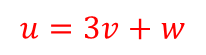 u = 3v + w